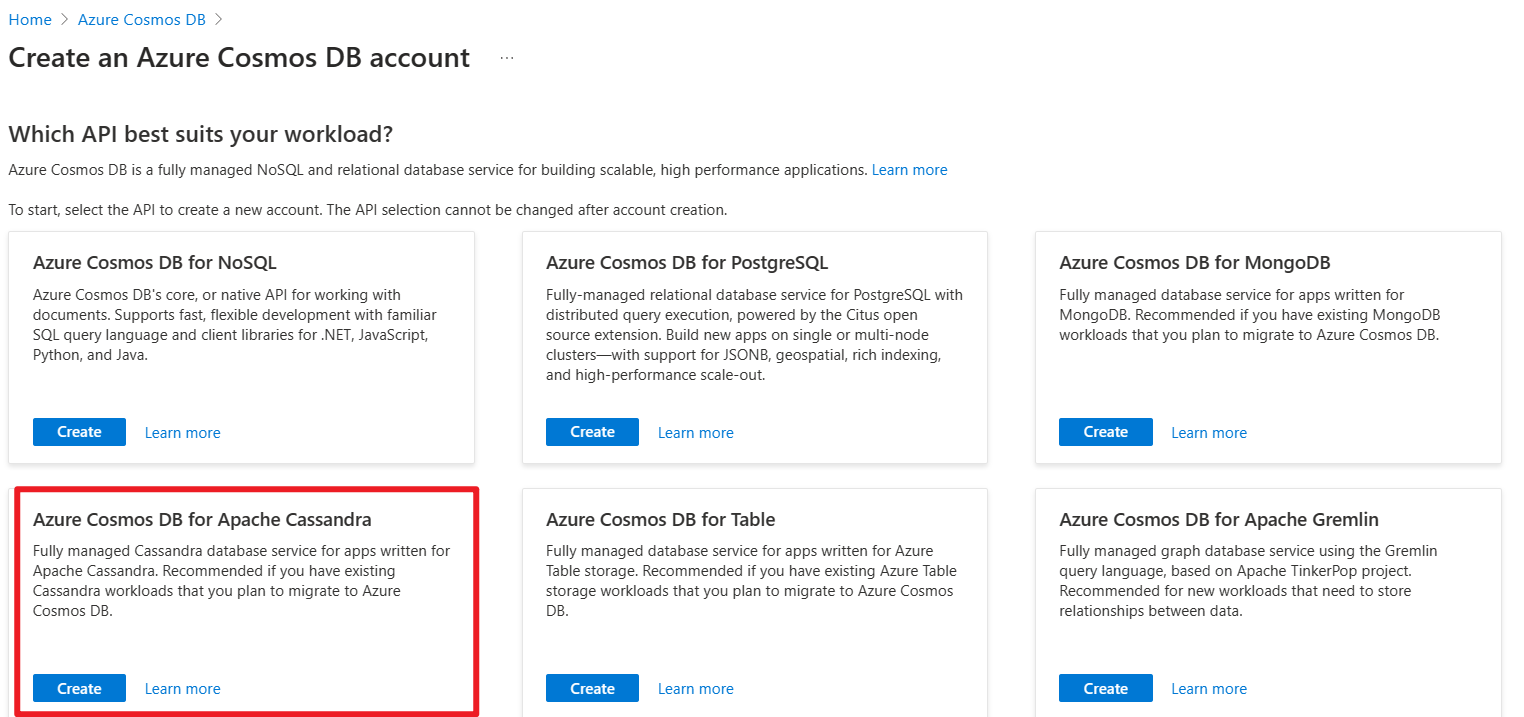 Home > Azure Cosmos DB >
Create an Azure Cosmos DB account ...
Which API best suits your workload?
Azure Cosmos DB is a fully managed NoSQL and relational database service for building scalable, high performance applications. Learn more
To start, select the API to create a new account. The API selection cannot be changed after account creation.
Azure Cosmos DB for NoSQL
Azure Cosmos DB's core, or native API for working with
documents. Supports fast, flexible development with familiar
SQL query language and client libraries for .NET, JavaScript,
Python, and Java.
Create Learn more
Azure Cosmos DB for PostgreSQL
Fully-managed relational database service for PostgreSQL with
distributed query execution, powered by the Citus open
source extension. Build new apps on single or multi-node
clusters—with support for JSONB, geospatial, rich indexing,
and high-performance scale-out.
Create Learn more
Azure Cosmos DB for MongoDB
Fully managed database service for apps written for
MongoDB. Recommended if you have existing MongoDB
workloads that you plan to migrate to Azure Cosmos DB.
Create Learn more
Azure Cosmos DB for Apache Cassandra
Fully managed Cassandra database service for apps written for
Apache Cassandra. Recommended if you have existing
Cassandra workloads that you plan to migrate to Azure
Cosmos DB.
Create Learn more
Azure Cosmos DB for Table
Fully managed database service for apps written for Azure
Table storage. Recommended if you have existing Azure Table
storage workloads that you plan to migrate to Azure Cosmos
DB.
Create Learn more
Azure Cosmos DB for Apache Gremlin
Fully managed graph database service using the Gremlin
query language, based on Apache TinkerPop project.
Recommended for new workloads that need to store
relationships between data.
Create Learn more